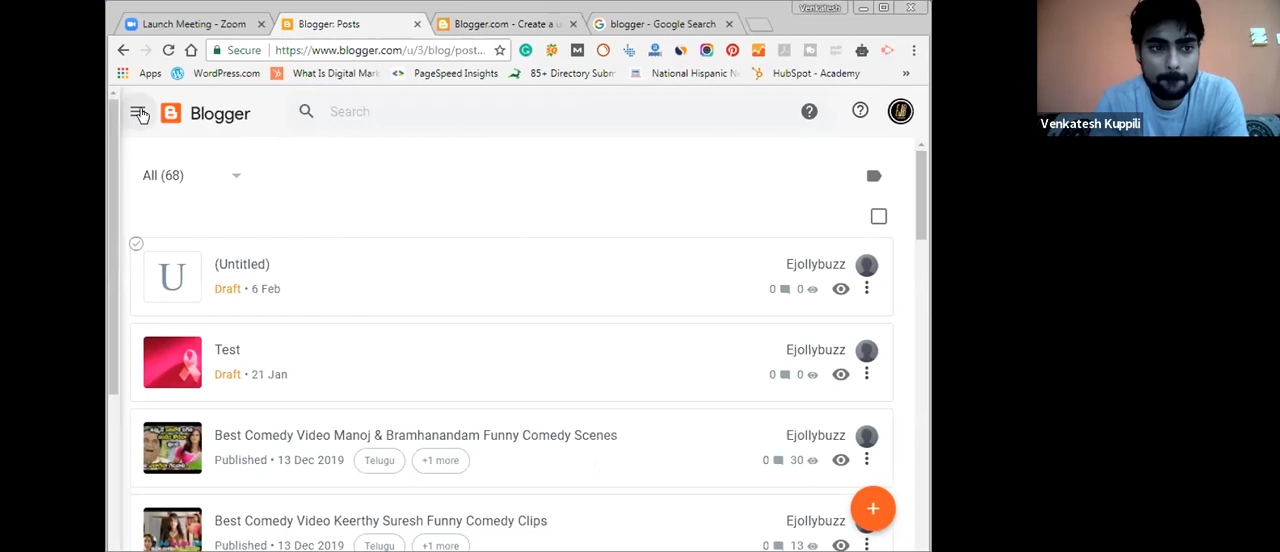 Venkatesh
Launch Meeting - Zoom
Blogger: Posts
Blogger.com - Create a u
blogger - Google Search
Secure
https://www.blogger.com/u/3/blog/post...
Apps
WordPress.com
What Is Digital Mark
PageSpeed Insights
85+ Directory Subm
National Hispanic Ne
HubSpot - Academy
»
Blogger
Search
Venkatesh Kuppili
All (68)
U
(Untitled)
Ejollybuzz
Draft • 6 Feb
0 0
Test
Ejollybuzz
Draft • 21 Jan
0 0
Best Comedy Video Manoj & Bramhanandam Funny Comedy Scenes
Ejollybuzz
Published • 13 Dec 2019
Telugu
+1 more
0 30
Best Comedy Video Keerthy Suresh Funny Comedy Clips
Ejollybuzz
Published • 13 Dec 2019
Telugu
+1 more
0 13